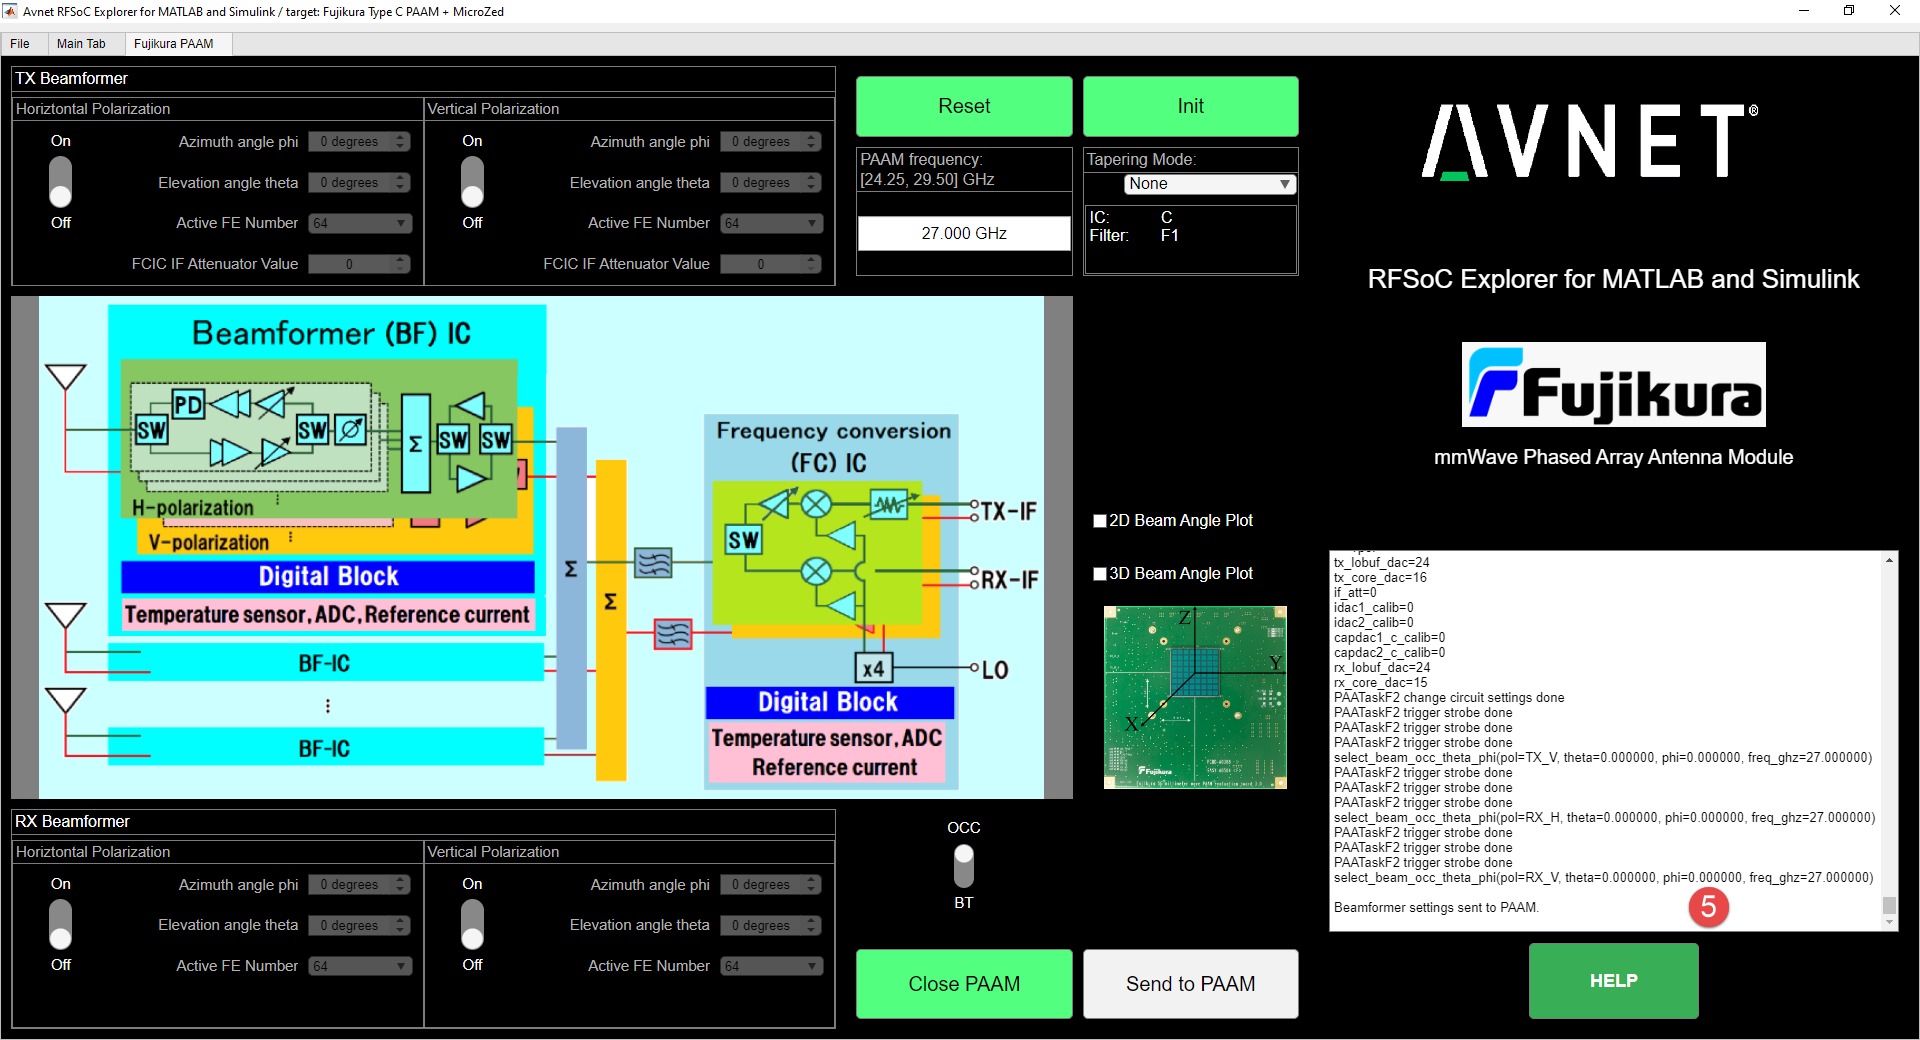 Avnet RFSoC Explorer for MATLAB and Simulink / target: Fujikura Type C PAAM + MicroZed
File Main Tab Fujikura PAAM
TX Beamformer
Horiztontal Polarization
On
Off
Azimuth angle phi 0 degrees
Elevation angle theta 0 degrees
Active FE Number 64
FCIC IF Attenuator Value 0
Vertical Polarization
On
Off
Azimuth angle phi 0 degrees
Elevation angle theta 0 degrees
Active FE Number 64
FCIC IF Attenuator Value 0
Reset
Init
PAAM frequency:
[24.25, 29.50] GHz
27.000 GHz
Tapering Mode:
None
IC: C
Filter: F1
AVNET®
RFSoC Explorer for MATLAB and Simulink
Fujikura
mmWave Phased Array Antenna Module
Beamformer (BF) IC
PD
SW
SW
Σ
SW
SW
H-polarization
V-polarization
Digital Block
Temperature sensor, ADC, Reference current
BF-IC
BF-IC
Σ
Σ
Frequency conversion
(FC) IC
SW
x4
TX-IF
RX-IF
LO
Digital Block
Temperature sensor, ADC
Reference current
2D Beam Angle Plot
3D Beam Angle Plot
Z
Y
X
Fujikura
tx_lobuf_dac=24
tx_core_dac=16
if_att=0
idac1_calib=0
idac2_calib=0
capdac1_c_calib=0
capdac2_c_calib=0
rx_lobuf_dac=24
rx_core_dac=15
PAATaskF2 change circuit settings done
PAATaskF2 trigger strobe done
PAATaskF2 trigger strobe done
PAATaskF2 trigger strobe done
select_beam_occ_theta_phi(pol=TX_V, theta=0.000000, phi=0.000000, freq_ghz=27.000000)
PAATaskF2 trigger strobe done
PAATaskF2 trigger strobe done
PAATaskF2 trigger strobe done
select_beam_occ_theta_phi(pol=RX_H, theta=0.000000, phi=0.000000, freq_ghz=27.000000)
PAATaskF2 trigger strobe done
PAATaskF2 trigger strobe done
PAATaskF2 trigger strobe done
select_beam_occ_theta_phi(pol=RX_V, theta=0.000000, phi=0.000000, freq_ghz=27.000000)
Beamformer settings sent to PAAM.
5
RX Beamformer
Horiztontal Polarization
On
Off
Azimuth angle phi 0 degrees
Elevation angle theta 0 degrees
Active FE Number 64
Vertical Polarization
On
Off
Azimuth angle phi 0 degrees
Elevation angle theta 0 degrees
Active FE Number 64
OCC
BT
Close PAAM
Send to PAAM
HELP